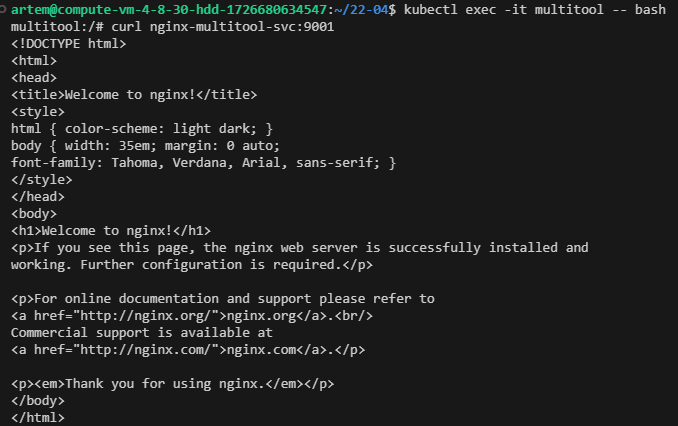 artem@compute-vm-4-8-30-hdd-1726680634547:~/22-04$ kubectl exec -it multitool -- bash
multitool:/# curl nginx-multitool-svc:9001
<!DOCTYPE html>
<html>
<head>
<title>Welcome to nginx!</title>
<style>
html { color-scheme: light dark; }
body { width: 35em; margin: 0 auto;
font-family: Tahoma, Verdana, Arial, sans-serif; }
</style>
</head>
<body>
<h1>Welcome to nginx!</h1>
<p>If you see this page, the nginx web server is successfully installed and
working. Further configuration is required.</p>

<p>For online documentation and support please refer to
<a href="http://nginx.org/">nginx.org</a>.<br/>
Commercial support is available at
<a href="http://nginx.com/">nginx.com</a>.</p>

<p><em>Thank you for using nginx.</em></p>
</body>
</html>